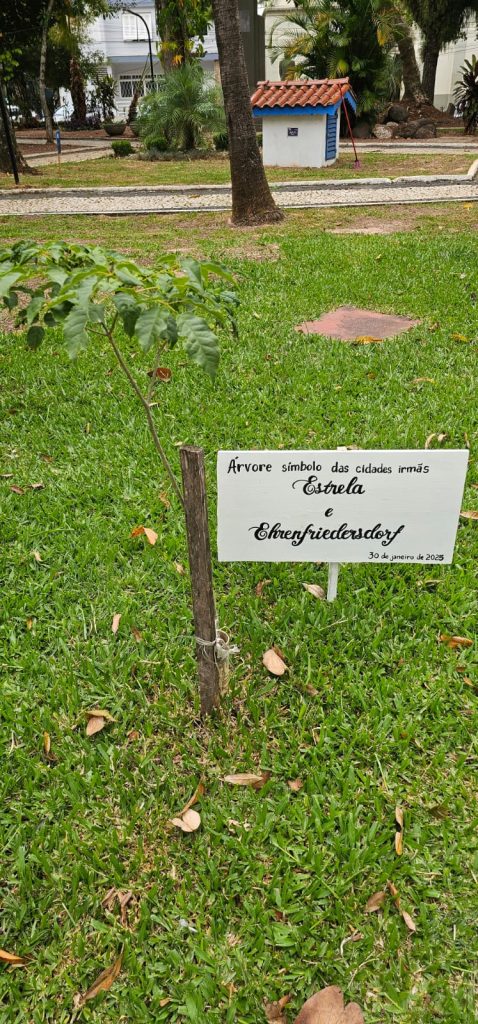 Árvore símbolo das cidades irmãs
Estrela
e
Ehrenfriedersdorf
30 de janeiro de 2025